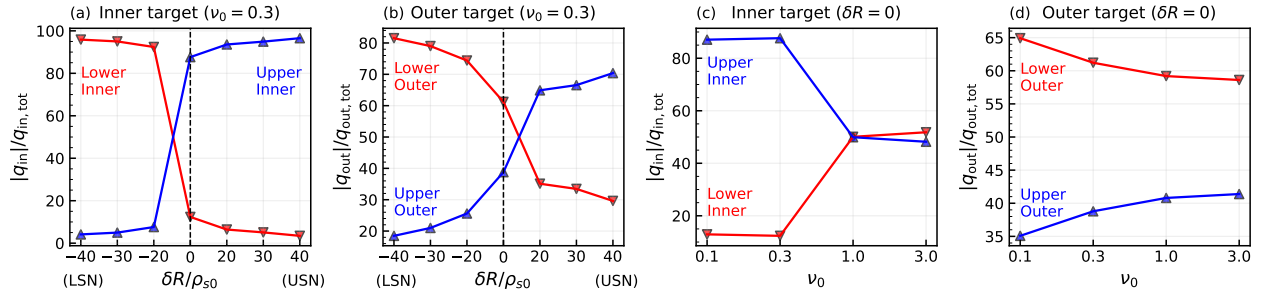 (a) Inner target (ν₀ = 0.3)
|q_in|/q_in, tot
100
80
60
40
20
0
Lower
Inner
Upper
Inner
−40 −30 −20 0 20 30 40
(LSN) δR/ρ_s0 (USN)
(b) Outer target (ν₀ = 0.3)
|q_out|/q_out, tot
80
70
60
50
40
30
20
Lower
Outer
Upper
Outer
−40 −30 −20 0 20 30 40
(LSN) δR/ρ_s0 (USN)
(c) Inner target (δR = 0)
|q_in|/q_in, tot
80
60
40
20
Upper
Inner
Lower
Inner
0.1 0.3 1.0 3.0
ν₀
(d) Outer target (δR = 0)
|q_out|/q_out, tot
65
60
55
50
45
40
35
Lower
Outer
Upper
Outer
0.1 0.3 1.0 3.0
ν₀